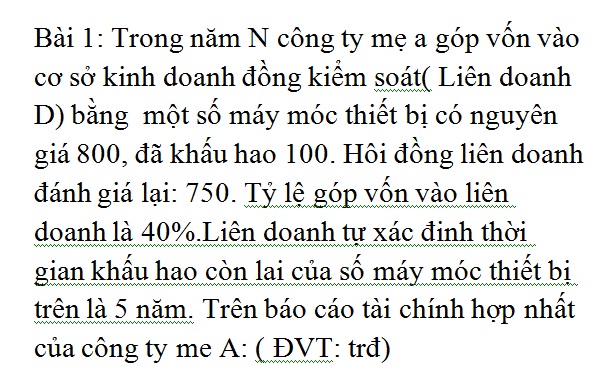 Bài 1: Trong năm N công ty mẹ a góp vốn vào
cơ sở kinh doanh đồng kiểm soát( Liên doanh
D) bằng  một số máy móc thiết bị có nguyên
giá 800, đã khấu hao 100. Hôi đồng liên doanh
đánh giá lại: 750. Tỷ lệ góp vốn vào liên
doanh là 40%.Liên doanh tự xác đinh thời
gian khấu hao còn lai của số máy móc thiết bị
trên là 5 năm. Trên báo cáo tài chính hợp nhất
của công ty me A: ( ĐVT: trđ)